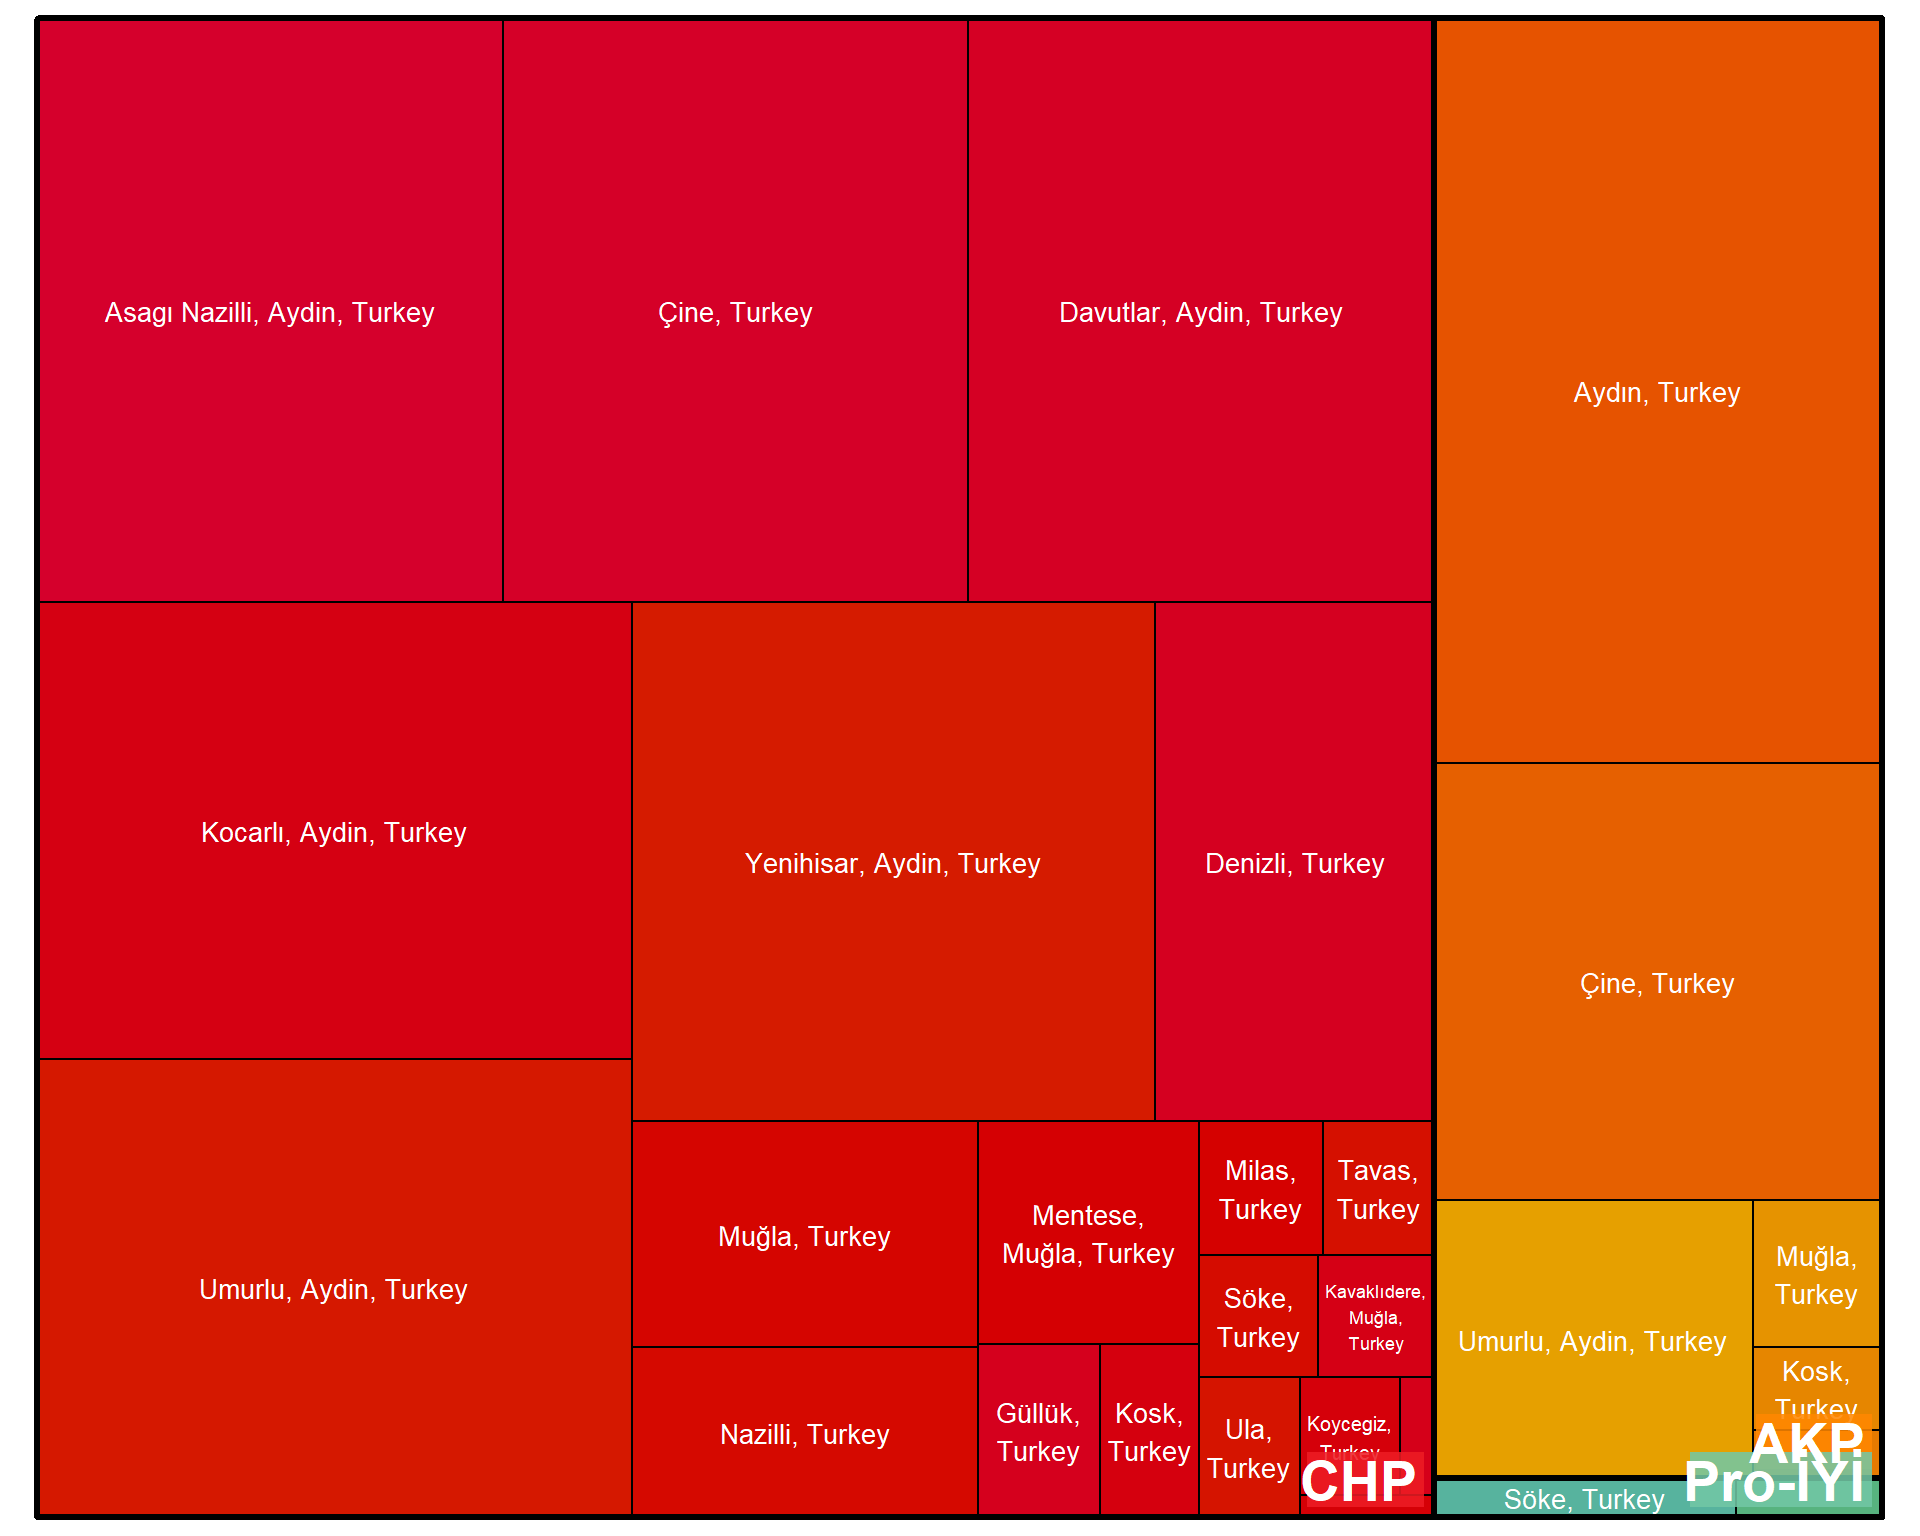 Asagı Nazilli, Aydin, Turkey
Çine, Turkey
Davutlar, Aydin, Turkey
Aydın, Turkey
Kocarlı, Aydin, Turkey
Yenihisar, Aydin, Turkey
Denizli, Turkey
Çine, Turkey
Umurlu, Aydin, Turkey
Muğla, Turkey
Nazilli, Turkey
Mentese,
Muğla, Turkey
Güllük,
Turkey
Kosk,
Turkey
Milas,
Turkey
Tavas,
Turkey
Söke,
Turkey
Kavaklıdere,
Muğla,
Turkey
Ula,
Turkey
Koycegiz,
Turkey
CHP
Umurlu, Aydin, Turkey
Muğla,
Turkey
Kosk,
Turkey
AKP
Pro-İYİ
Söke, Turkey